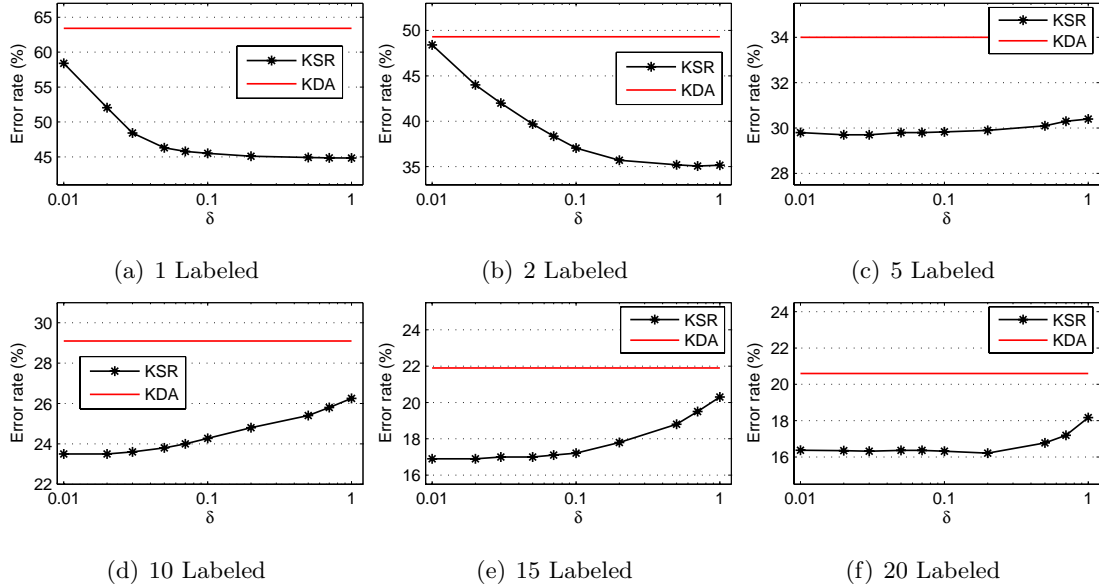 65
60
55
50
45
Error rate (%)
KSR
KDA
0.01
0.1
1
δ
(a) 1 Labeled
50
45
40
35
Error rate (%)
KSR
KDA
0.01
0.1
1
δ
(b) 2 Labeled
34
32
30
28
Error rate (%)
KSR
KDA
0.01
0.1
1
δ
(c) 5 Labeled
30
28
26
24
22
Error rate (%)
KSR
KDA
0.01
0.1
1
δ
(d) 10 Labeled
24
22
20
18
16
Error rate (%)
KSR
KDA
0.01
0.1
1
δ
(e) 15 Labeled
24
22
20
18
16
Error rate (%)
KSR
KDA
0.01
0.1
1
δ
(f) 20 Labeled